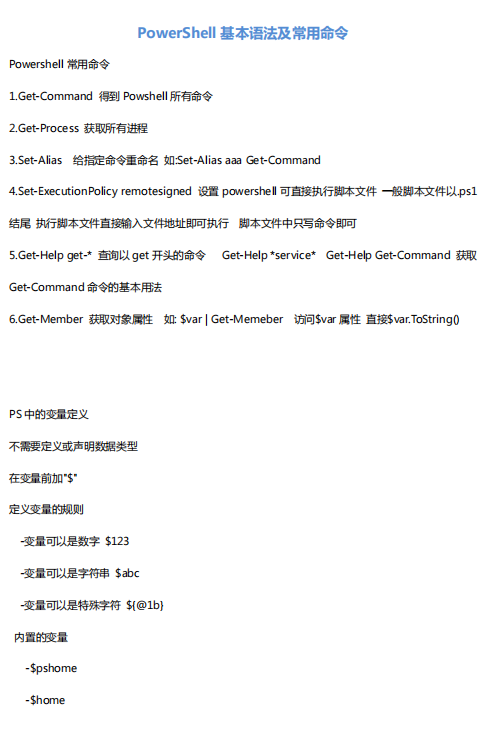 PowerShell 基本语法及常用命令
Powershell 常用命令
1.Get-Command 得到 Powshell 所有命令
2.Get-Process 获取所有进程
3.Set-Alias 给指定命令重命名 如:Set-Alias aaa Get-Command
4.Set-ExecutionPolicy remotesigned 设置 powershell 可直接执行脚本文件 一般脚本文件以.ps1
结尾 执行脚本文件直接输入文件地址即可执行 脚本文件中只写命令即可
5.Get-Help get-* 查询以 get 开头的命令 Get-Help *service* Get-Help Get-Command 获取
Get-Command 命令的基本用法
6.Get-Member 获取对象属性 如: $var | Get-Memeber 访问$var 属性 直接$var.ToString()
PS 中的变量定义
不需要定义或声明数据类型
在变量前加"$"
定义变量的规则
-变量可以是数字 $123
-变量可以是字符串 $abc
-变量可以是特殊字符 ${@1b}
内置的变量
-$pshome
-$home